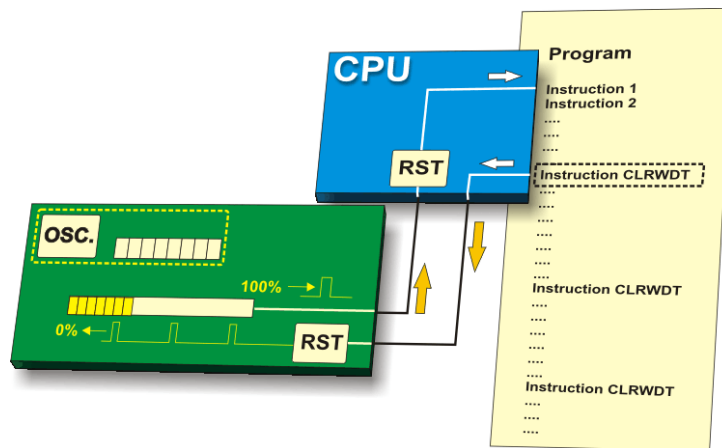 CPU
RST
OSC.
100%
0%
RST
Program
Instruction 1
Instruction 2
....
....
....
Instruction CLRWDT
....
....
....
....
....
Instruction CLRWDT
....
....
....
....
....
Instruction CLRWDT
....
....
....